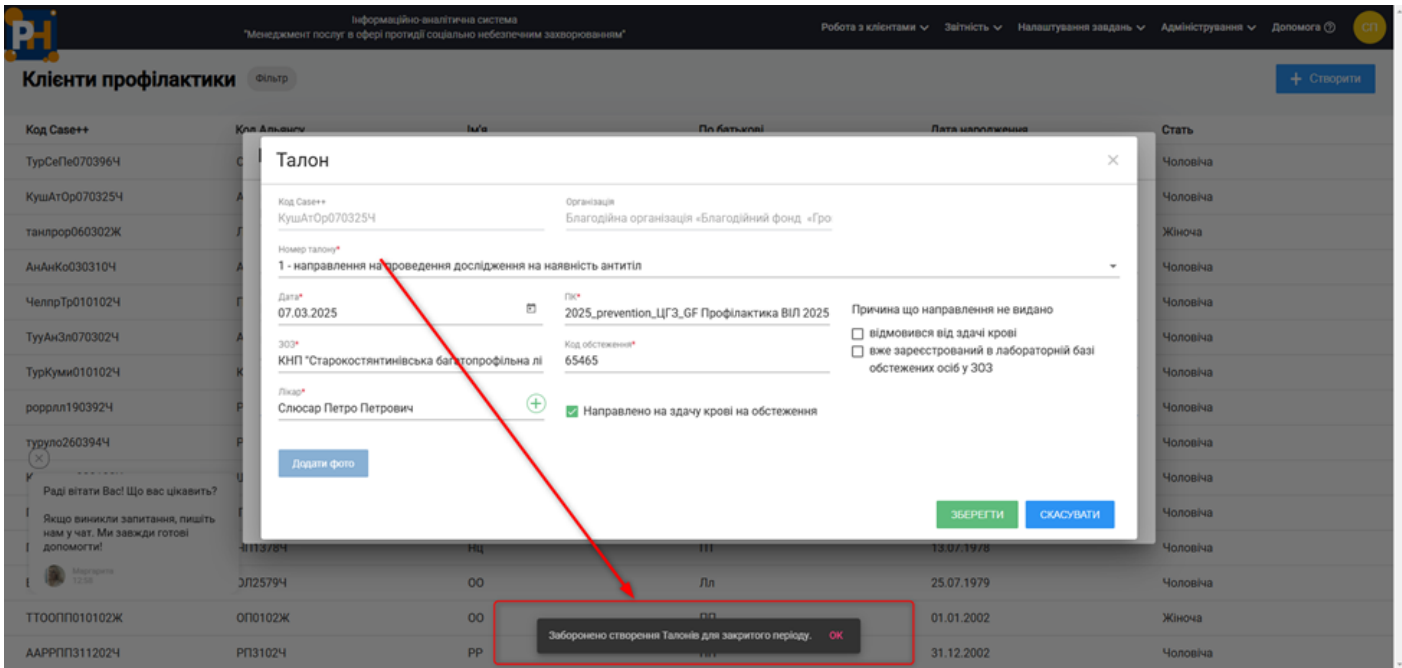 PH
Інформаційно-аналітична система
"Менеджмент послуг в сфері протидії соціально небезпечним захворюванням"
Робота з клієнтами Звітність Налаштування завдань Адміністрування Допомога СП
Клієнти профілактики Фільтр + Створити
Код Case++ Код Альянсу Ім'я По батькові Дата народження Стать
ТурСеПе070396Ч Чоловіча
КушАтОр070325Ч Чоловіча
танлрор060302Ж Жіноча
АнАнКо030310Ч Чоловіча
ЧелпрТр010102Ч Чоловіча
ТууАнЗл070302Ч Чоловіча
ТурКуми010102Ч Чоловіча
роррлл190392Ч Чоловіча
туруло260394Ч Чоловіча
Чоловіча
Чоловіча
13.07.1978 Чоловіча
ОЛ2579Ч ОО Лл 25.07.1979 Чоловіча
ТТООПП010102Ж ОП0102Ж ОО ПП 01.01.2002 Жіноча
ААРРПП311202Ч РП3102Ч РР ПП 31.12.2002 Чоловіча
Талон ×
Код Case++ Організація
КушАтОр070325Ч Благодійна організація «Благодійний фонд «Гро
Номер талону*
1 - направлення на проведення дослідження на наявність антитіл
Дата* ПК*
07.03.2025 2025_prevention_ЦГЗ_GF Профілактика ВІЛ 2025
ЗОЗ* Код обстеження*
КНП "Старокостянтинівська багатопрофільна лі 65465
Лікар*
Слюсар Петро Петрович
Направлено на здачу крові на обстеження
Причина що направлення не видано
відмовився від здачі крові
вже зареєстрований в лабораторній базі
обстежених осіб у ЗОЗ
Додати фото
ЗБЕРЕГТИ СКАСУВАТИ
Раді вітати Вас! Що вас цікавить?
Якщо виникли запитання, пишіть
нам у чат. Ми завжди готові
допомогти!
Маргарита
12:58
Заборонено створення Талонів для закритого періоду. OK